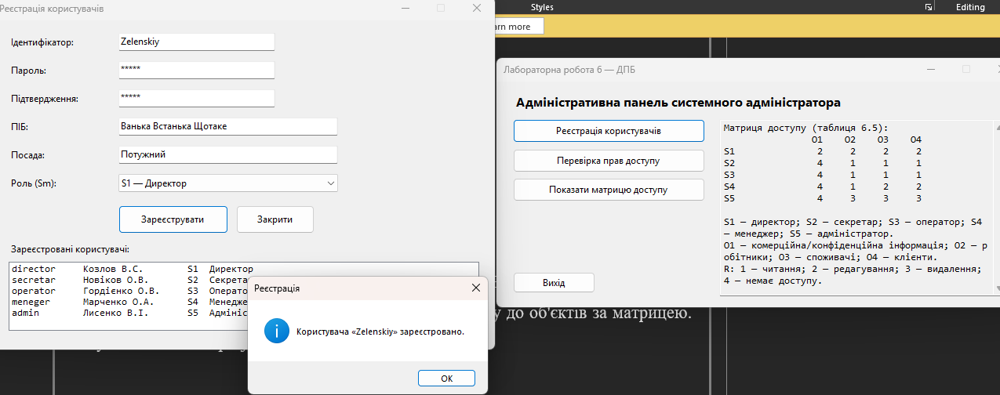 Реєстрація користувачів
Ідентифікатор: Zelenskiy
Пароль: *****
Підтвердження: *****
ПІБ: Ванька Встанька Щотаке
Посада: Потужний
Роль (Sm): S1 — Директор
Зареєструвати Закрити
Зареєстровані користувачі:
director Козлов В.С. S1 Директор
secretar Новіков О.В. S2
operator Гордієнко О.В. S3
meneger Марченко О.А. S4
admin Лисенко В.І. S5
Реєстрація
Користувача «Zelenskiy» зареєстровано.
OK
Styles Editing
more
Лабораторна робота 6 — ДПБ
Адміністративна панель системного адміністратора
Реєстрація користувачів
Перевірка прав доступу
Показати матрицю доступу
Вихід
Матриця доступу (таблиця 6.5):
O1 O2 O3 O4
S1 2 2 2 2
S2 4 1 1 1
S3 4 1 1 1
S4 4 1 2 2
S5 4 3 3 3
S1 — директор; S2 — секретар; S3 — оператор; S4
— менеджер; S5 — адміністратор.
O1 — комерційна/конфіденційна інформація; O2 — р
обітники; O3 — споживачі; O4 — клієнти.
R: 1 — читання; 2 — редагування; 3 — видалення;
4 — немає доступу.
до об'єктів за матрицею.